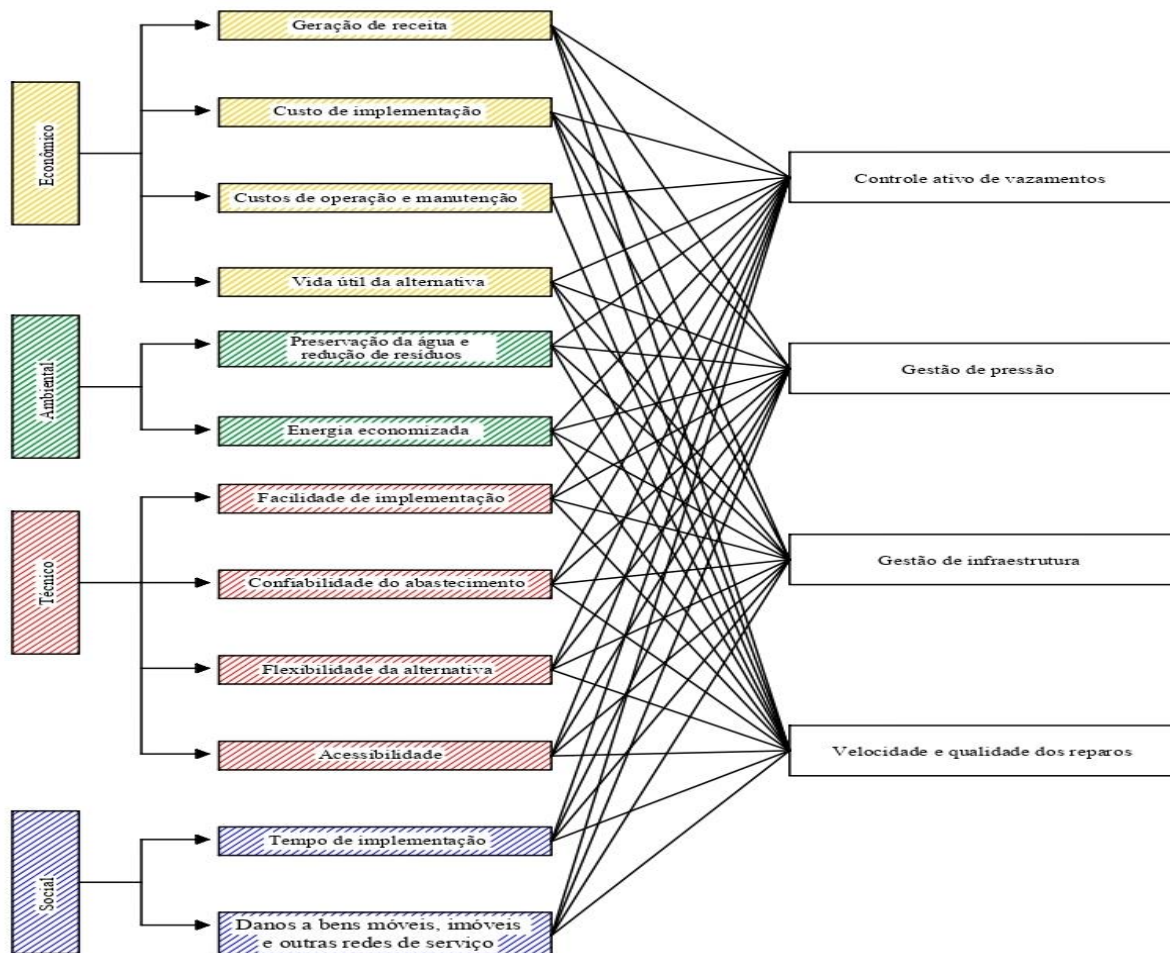 Econômico
Geração de receita
Custo de implementação
Custos de operação e manutenção
Vida útil da alternativa
Ambiental
Preservação da água e
redução de resíduos
Energia economizada
Técnico
Facilidade de implementação
Confiabilidade do abastecimento
Flexibilidade da alternativa
Acessibilidade
Social
Tempo de implementação
Danos a bens móveis, imóveis
e outras redes de serviço
Controle ativo de vazamentos
Gestão de pressão
Gestão de infraestrutura
Velocidade e qualidade dos reparos